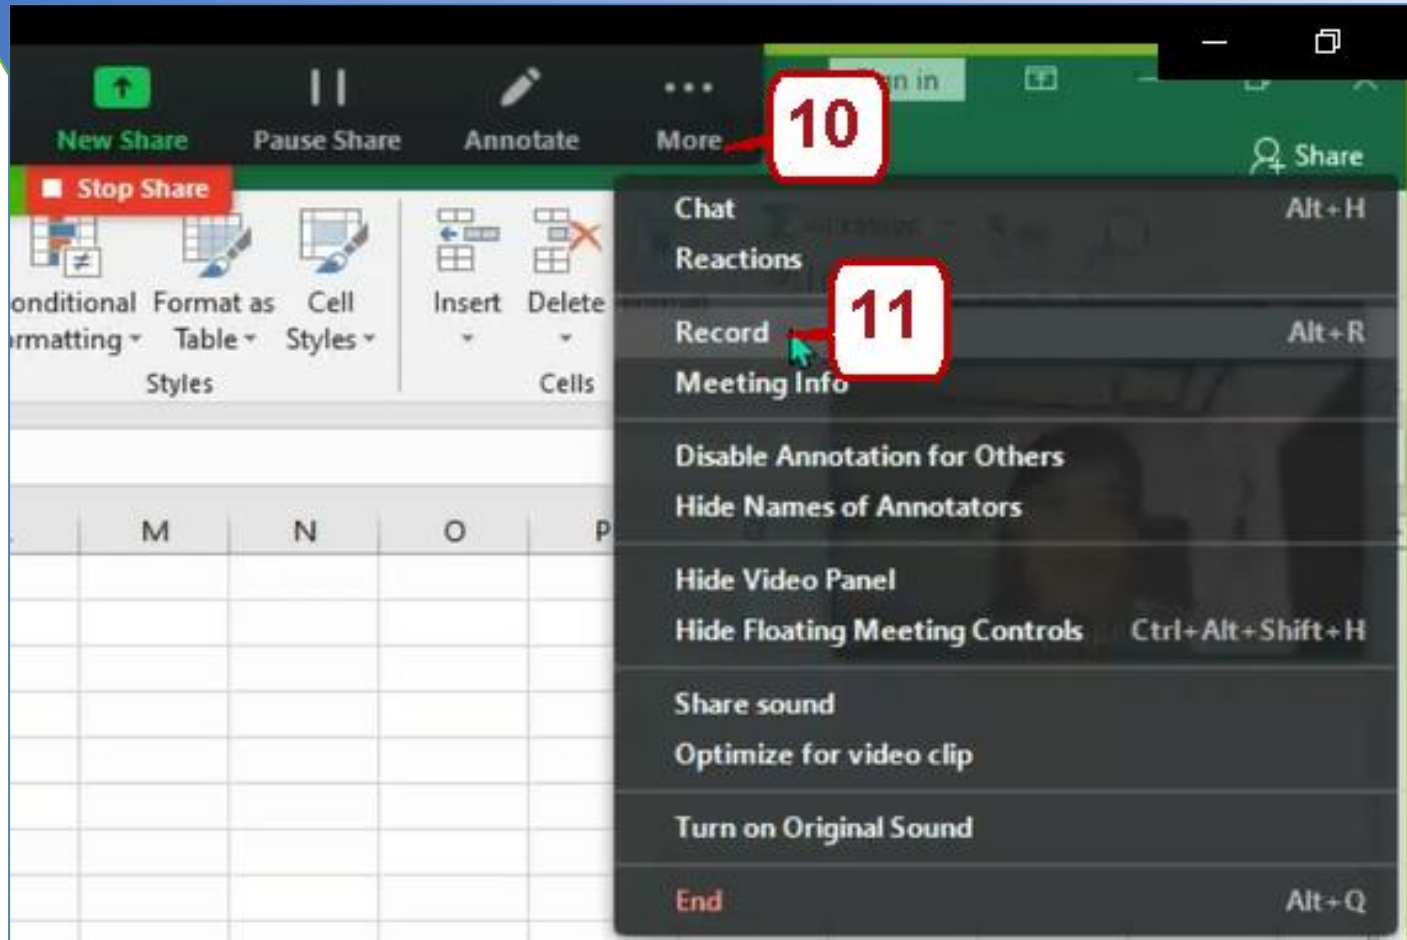 Sign in
New Share
Pause Share
Annotate
More
10
Share
Stop Share
Chat Alt+H
Reactions
onditional
rmatting
Format as
Table
Cell
Styles
Insert
Delete
Styles
Cells
Record Alt+R
11
Meeting Info
Disable Annotation for Others
Hide Names of Annotators
M N O P
Hide Video Panel
Hide Floating Meeting Controls Ctrl+Alt+Shift+H
Share sound
Optimize for video clip
Turn on Original Sound
End Alt+Q